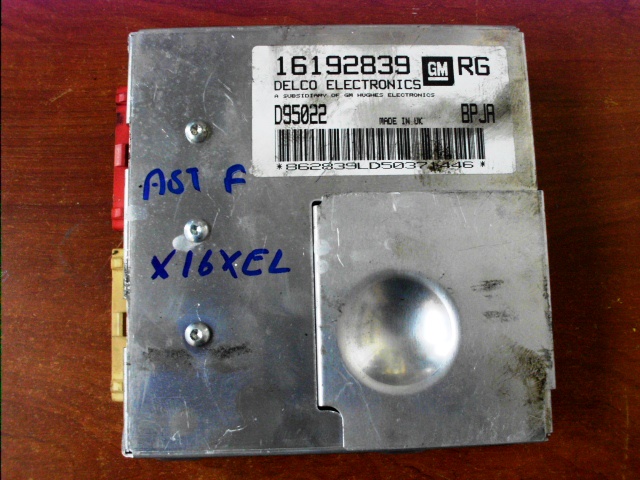 16192839 GM RG
DELCO ELECTRONICS
A SUBSIDIARY OF GM HUGHES ELECTRONICS
D95022 MADE IN UK BPJA
AST F
X16XEL